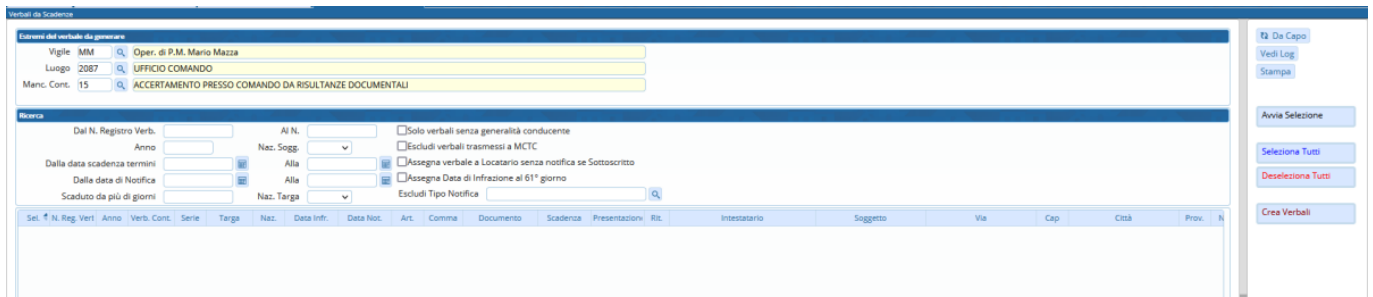 Verbali da Scadenze
Estremi del verbale da generare
Vigile MM Oper. di P.M. Mario Mazza
Luogo 2087 UFFICIO COMANDO
Manc. Cont. 15 ACCERTAMENTO PRESSO COMANDO DA RISULTANZE DOCUMENTALI
Ricerca
Dal N. Registro Verb. Al N. Solo verbali senza generalità conducente
Anno Naz. Sogg. Escludi verbali trasmessi a MCTC
Dalla data scadenza termini Alla Assegna verbale a Locatario senza notifica se Sottoscritto
Dalla data di Notifica Alla Assegna Data di Infrazione al 61° giorno
Scaduto da più di giorni Naz. Targa Escludi Tipo Notifica
Sel. N. Reg. Vert Anno Verb. Cont. Serie Targa Naz. Data Infr. Data Not. Art. Comma Documento Scadenza Presentazion Rit. Intestatario Soggetto Via Cap Città Prov. N
Da Capo
Vedi Log
Stampa
Avvia Selezione
Seleziona Tutti
Deseleziona Tutti
Crea Verbali